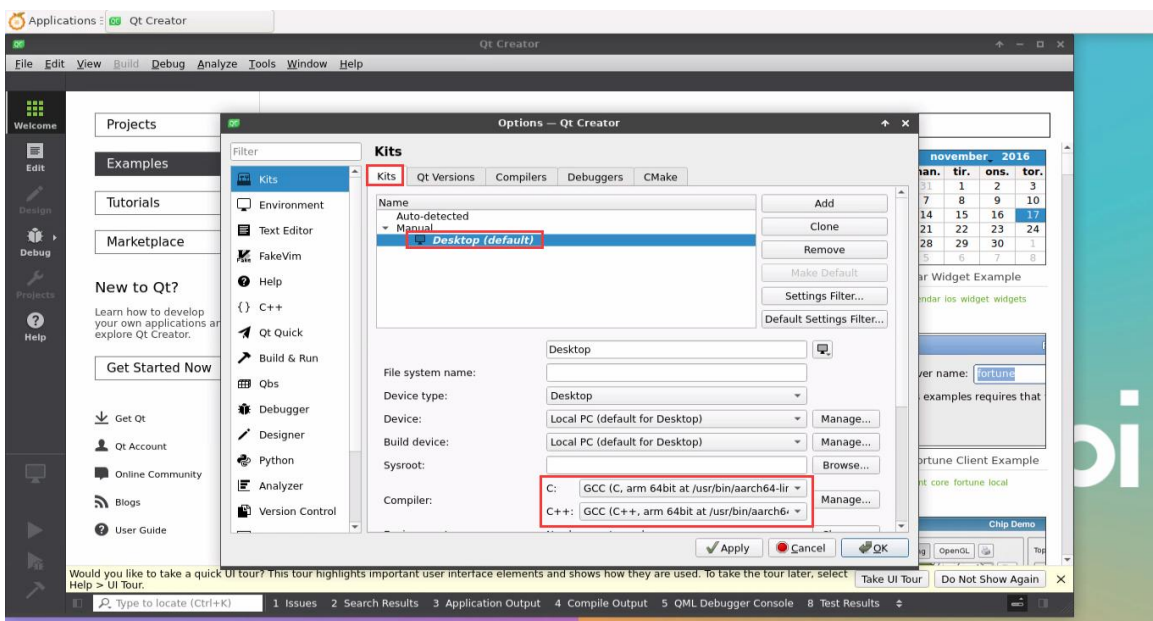 Applications
Qt Creator
Qt Creator
File Edit View Build Debug Analyze Tools Window Help
Welcome
Edit
Design
Debug
Projects
Help
Projects
Examples
Tutorials
Marketplace
New to Qt?
Learn how to develop
your own applications
explore Qt Creator.
Get Started Now
Get Qt
Qt Account
Online Community
Blogs
User Guide
Options — Qt Creator
Filter
Kits
Environment
Text Editor
FakeVim
Help
{} C++
Qt Quick
Build & Run
Qbs
Debugger
Designer
Python
Analyzer
Version Control
Kits
Kits Qt Versions Compilers Debuggers CMake
Name
Auto-detected
Manual
Desktop (default)
Add
Clone
Remove
Make Default
Settings Filter...
Default Settings Filter...
Desktop
File system name:
Device type: Desktop
Device: Local PC (default for Desktop) Manage...
Build device: Local PC (default for Desktop) Manage...
Sysroot: Browse...
Compiler:
C: GCC (C, arm 64bit at /usr/bin/aarch64-lir
Manage...
C++: GCC (C++, arm 64bit at /usr/bin/aarch64
Apply Cancel OK
november 2016
tir. ons. tor.
31 1 2 3
7 8 9 10
14 15 16 17
21 22 23 24
28 29 30 1
5 6 7 8
Widget Example
ios widget widgets
name: fortune
examples requires that
Client Example
core fortune local
Chip Demo
OpenGL
Would you like to take a quick UI tour? This tour highlights important user interface elements and shows how they are used. To take the tour later, select
Help > UI Tour.
Take UI Tour Do Not Show Again
Type to locate (Ctrl+K) 1 Issues 2 Search Results 3 Application Output 4 Compile Output 5 QML Debugger Console 8 Test Results
pi